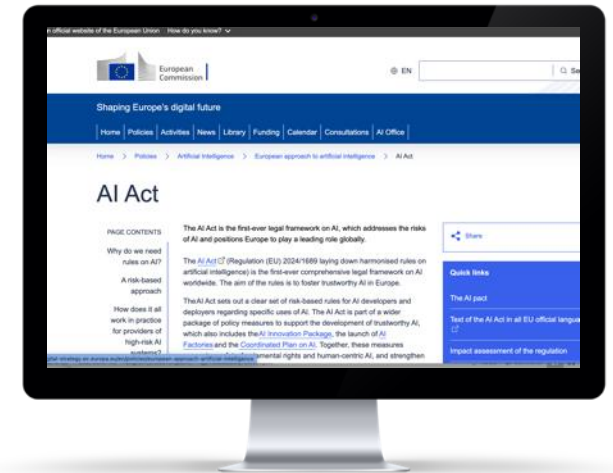 official website of the European Union How do you know?
European
Commission
EN
Shaping Europe's digital future
Home Policies Activities News Library Funding Calendar Consultations AI Office
Home > Policies > Artificial Intelligence > European approach to artificial intelligence > AI Act
AI Act
PAGE CONTENTS
Why do we need
rules on AI?
A risk-based
approach
How does it all
work in practice
for providers of
high-risk AI
systems?
The AI Act is the first-ever legal framework on AI, which addresses the risks
of AI and positions Europe to play a leading role globally.
The AI Act (Regulation (EU) 2024/1689 laying down harmonised rules on
artificial intelligence) is the first-ever comprehensive legal framework on AI
worldwide. The aim of the rules is to foster trustworthy AI in Europe.
The AI Act sets out a clear set of risk-based rules for AI developers and
deployers regarding specific uses of AI. The AI Act is part of a wider
package of policy measures to support the development of trustworthy AI,
which also includes the AI Innovation Package, the launch of AI
Factories and the Coordinated Plan on AI. Together, these measures
fundamental rights and human-centric AI, and strengthen
Share
Quick links
The AI pact
Text of the AI Act in all EU official
Impact assessment of the regulation